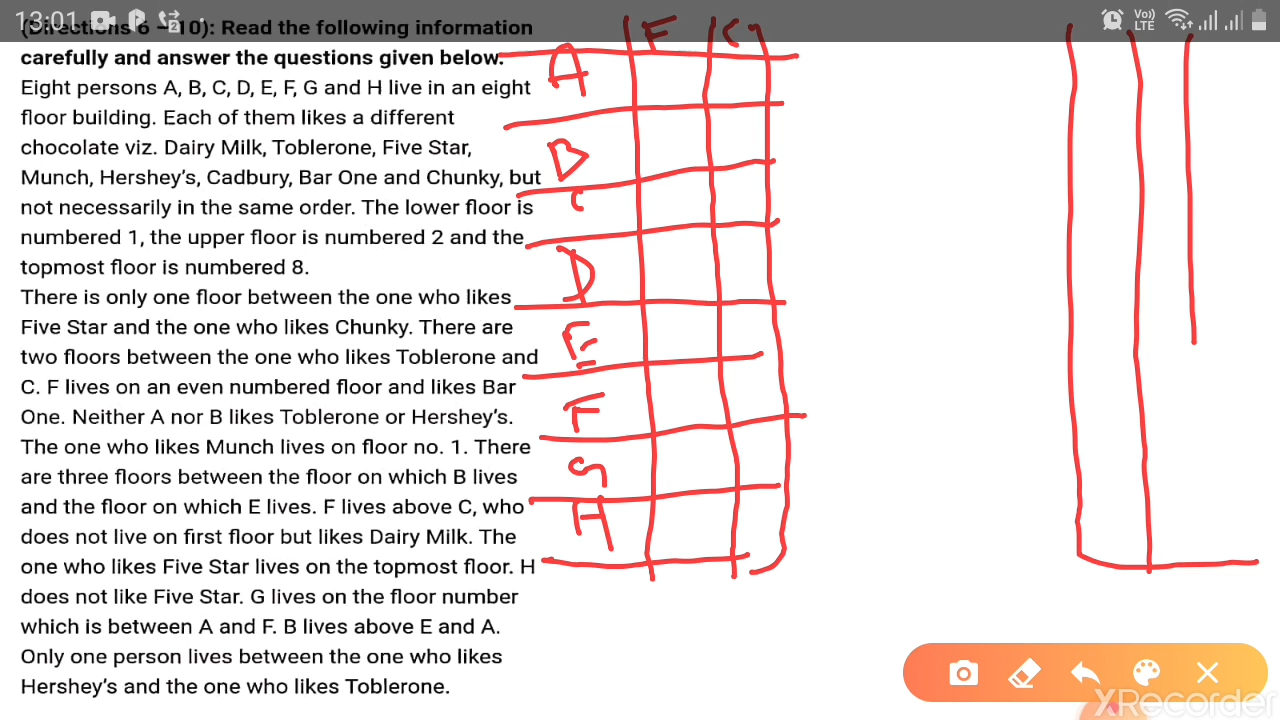 13:01
Vo)
LTE
2
(Directions 6 – 10): Read the following information
carefully and answer the questions given below.
Eight persons A, B, C, D, E, F, G and H live in an eight
floor building. Each of them likes a different
chocolate viz. Dairy Milk, Toblerone, Five Star,
Munch, Hershey's, Cadbury, Bar One and Chunky, but
not necessarily in the same order. The lower floor is
numbered 1, the upper floor is numbered 2 and the
topmost floor is numbered 8.
There is only one floor between the one who likes
Five Star and the one who likes Chunky. There are
two floors between the one who likes Toblerone and
C. F lives on an even numbered floor and likes Bar
One. Neither A nor B likes Toblerone or Hershey's.
The one who likes Munch lives on floor no. 1. There
are three floors between the floor on which B lives
and the floor on which E lives. F lives above C, who
does not live on first floor but likes Dairy Milk. The
one who likes Five Star lives on the topmost floor. H
does not like Five Star. G lives on the floor number
which is between A and F. B lives above E and A.
Only one person lives between the one who likes
Hershey's and the one who likes Toblerone.
F
A
B
C
D
E
F
G
H
XRecorder